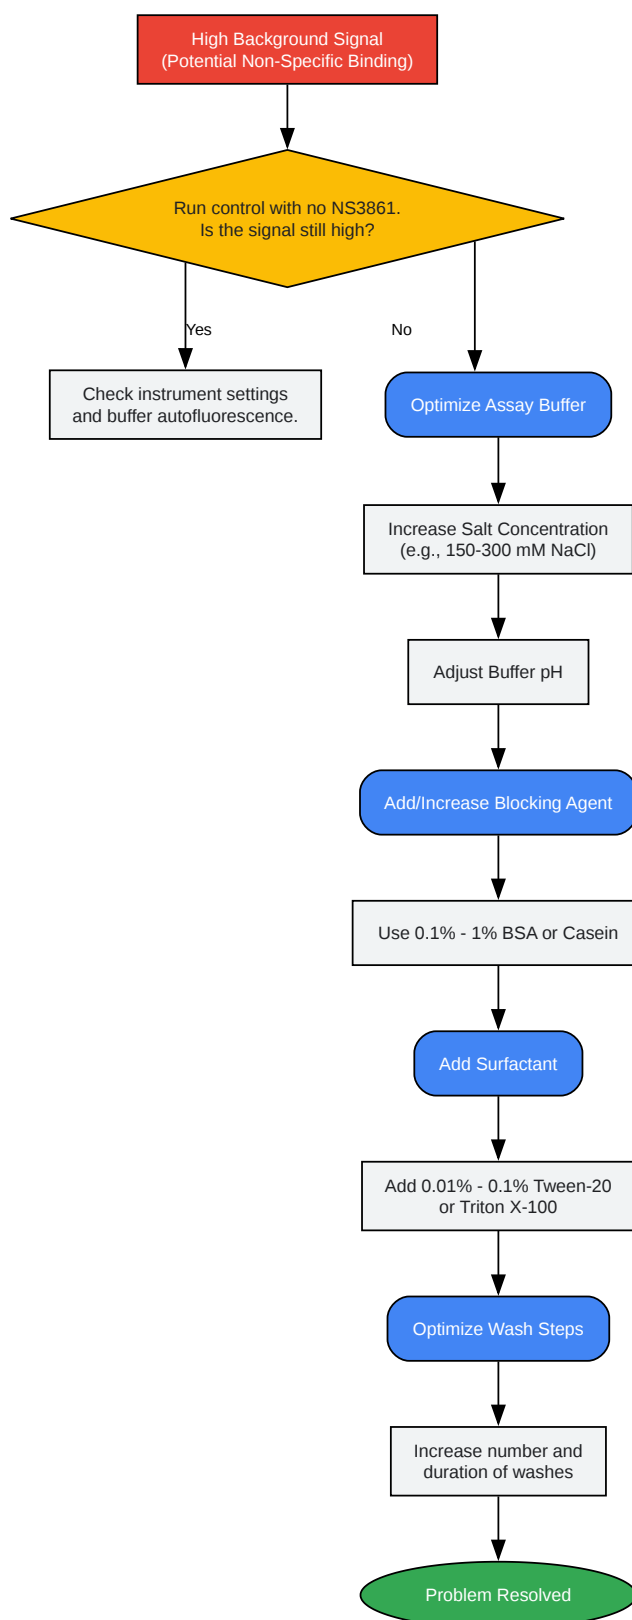 High Background Signal
(Potential Non-Specific Binding)
Run control with no NS3861.
Is the signal still high?
Yes
No
Check instrument settings
and buffer autofluorescence.
Optimize Assay Buffer
Increase Salt Concentration
(e.g., 150-300 mM NaCl)
Adjust Buffer pH
Add/Increase Blocking Agent
Use 0.1% - 1% BSA or Casein
Add Surfactant
Add 0.01% - 0.1% Tween-20
or Triton X-100
Optimize Wash Steps
Increase number and
duration of washes
Problem Resolved